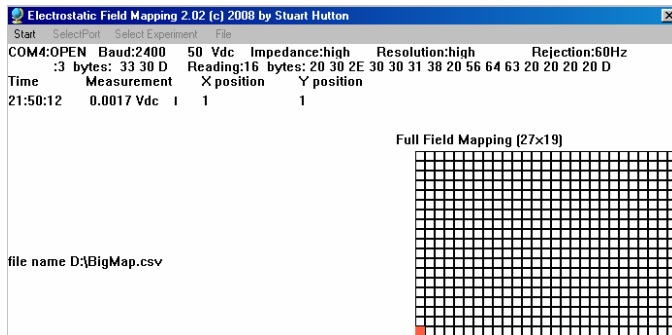 Electrostatic Field Mapping 2.02 (c) 2008 by Stuart Hutton
Start SelectPort Select Experiment File
COM4:OPEN Baud:2400 50 Vdc Impedance:high Resolution:high Rejection:60Hz
:3 bytes: 33 30 D Reading:16 bytes: 20 30 2E 30 30 31 38 20 56 64 63 20 20 20 20 D
Time Measurement X position Y position
21:50:12 0.0017 Vdc I 1 1
Full Field Mapping (27×19)
file name D:\BigMap.csv